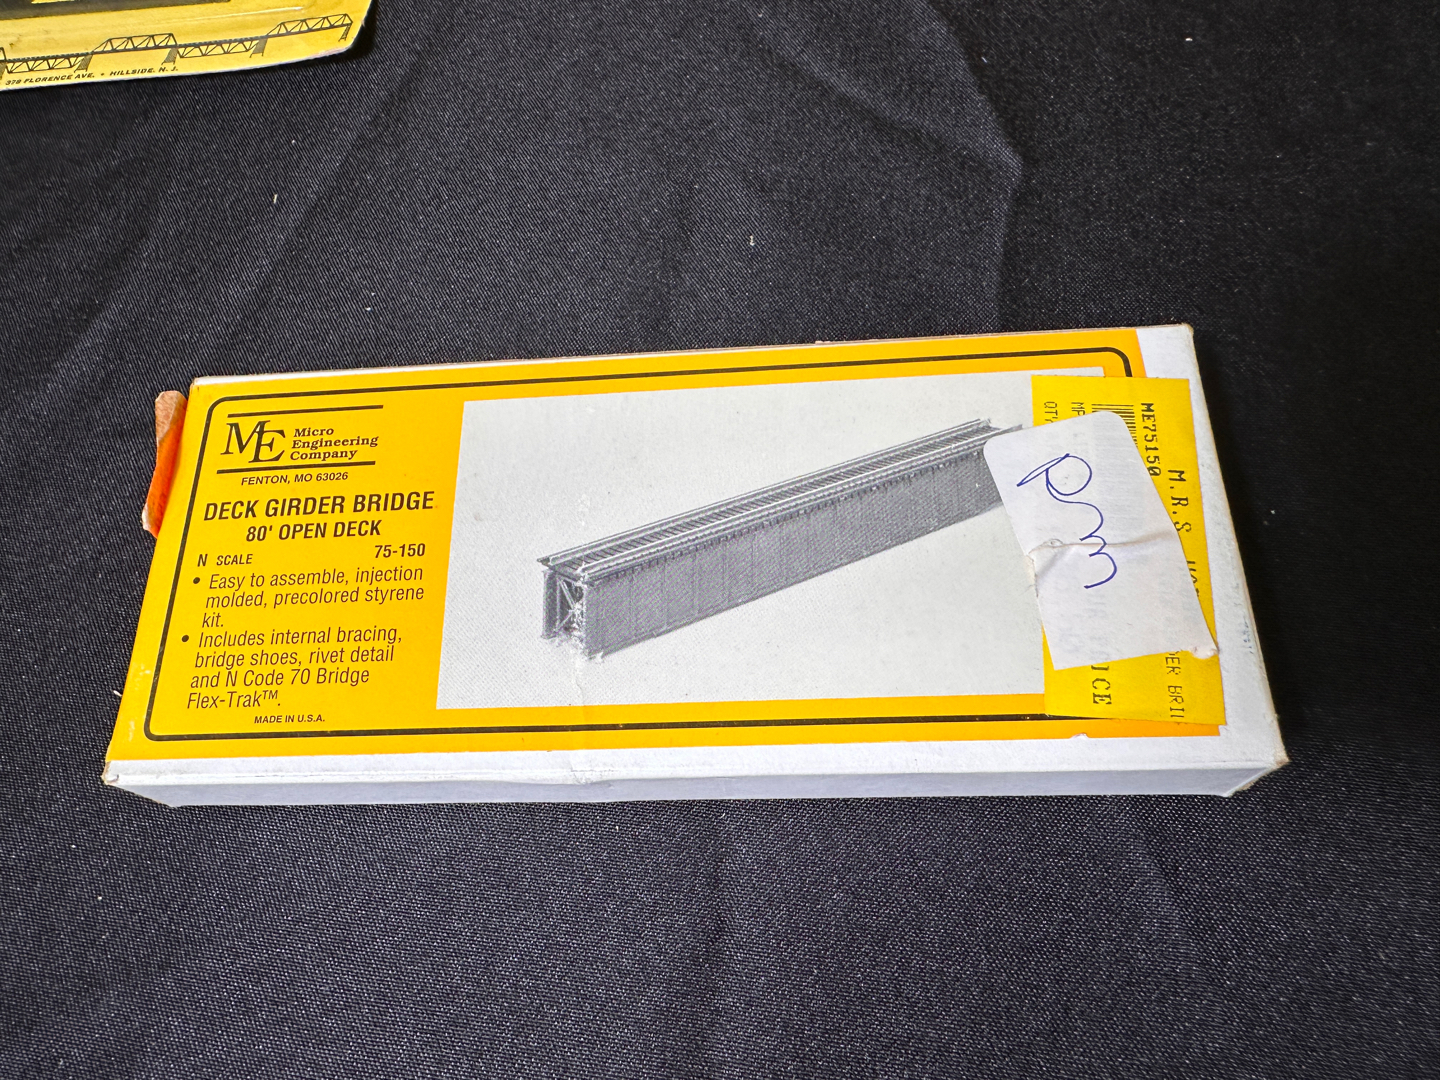 378 FLORENCE AVE. • HILLSIDE, N. J.
ME
Micro
Engineering
Company
FENTON, MO 63026
DECK GIRDER BRIDGE
80' OPEN DECK
N SCALE 75-150
• Easy to assemble, injection
molded, precolored styrene
kit.
• Includes internal bracing,
bridge shoes, rivet detail
and N Code 70 Bridge
Flex-Trak™.
MADE IN U.S.A.
ME75150
M.R.S